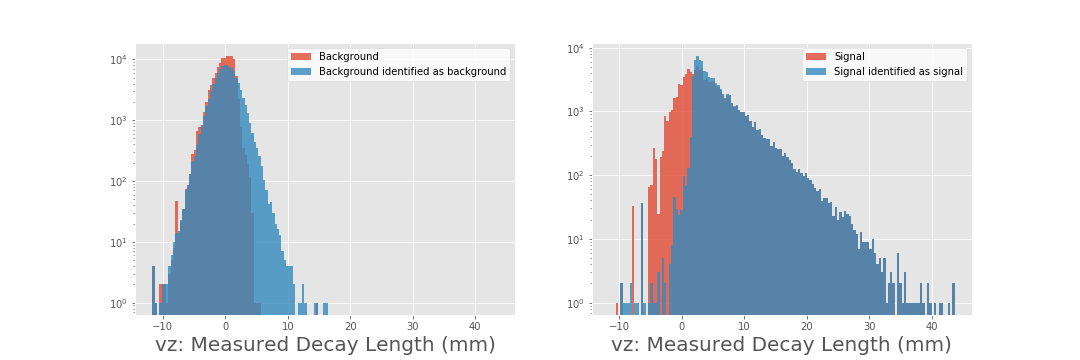 Background
Background identified as background
10⁴
10³
10²
10¹
10⁰
−10 0 10 20 30 40
vz: Measured Decay Length (mm)
Signal
Signal identified as signal
10⁴
10³
10²
10¹
10⁰
−10 0 10 20 30 40
vz: Measured Decay Length (mm)